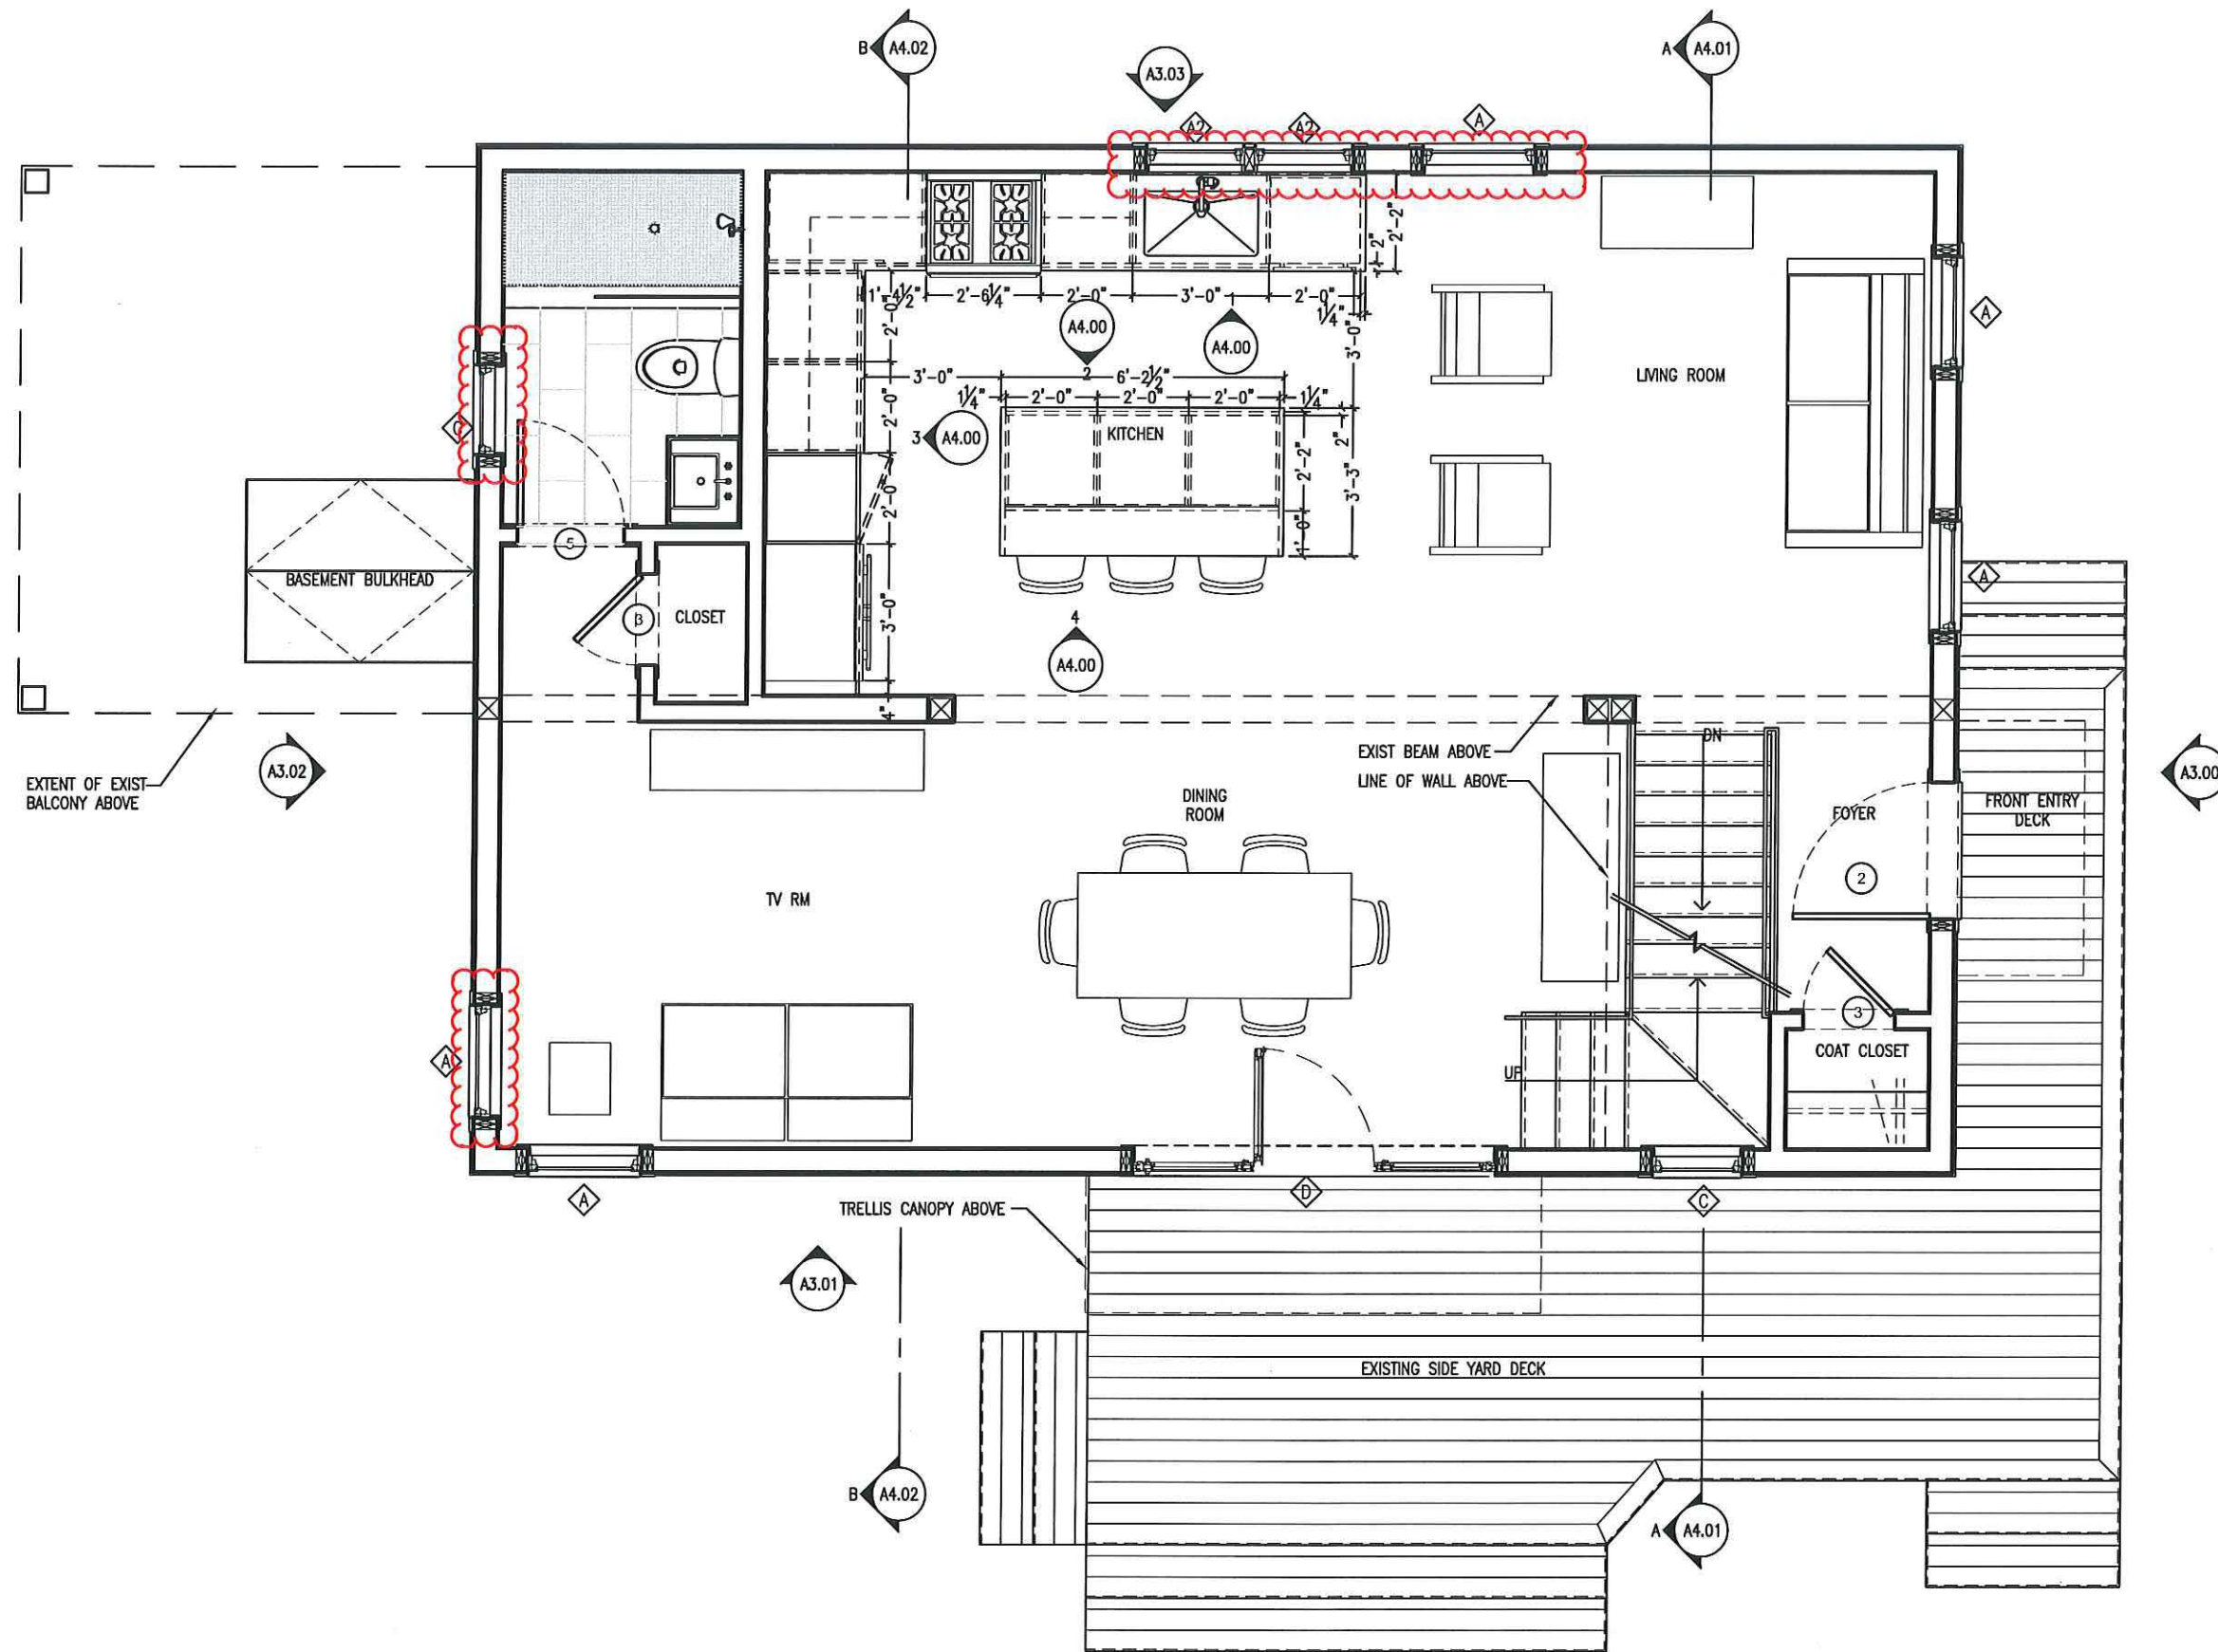 B A4.02
A3.03
A A4.01
A2
A2
A
2'-2"
2"
1'-4½"
2'-6¼"
2'-0"
3'-0"
2'-0"
1¼"
1
A4.00
A4.00
2
2'-0"
3'-0"
A
LIVING ROOM
3'-0"
6'-2½"
1¼"
2'-0"
2'-0"
2'-0"
1¼"
2'-0"
C
3 A4.00
KITCHEN
2"
2'-2"
3'-3"
2'-0"
1'-0"
5
BASEMENT BULKHEAD
A
3
CLOSET
3'-0"
4
A4.00
4"
EXTENT OF EXIST
BALCONY ABOVE
A3.02
EXIST BEAM ABOVE
LINE OF WALL ABOVE
DN
A3.00
DINING
ROOM
FOYER
FRONT ENTRY
DECK
2
TV RM
3
COAT CLOSET
A
UP
A
D
C
TRELLIS CANOPY ABOVE
A3.01
EXISTING SIDE YARD DECK
B A4.02
A A4.01